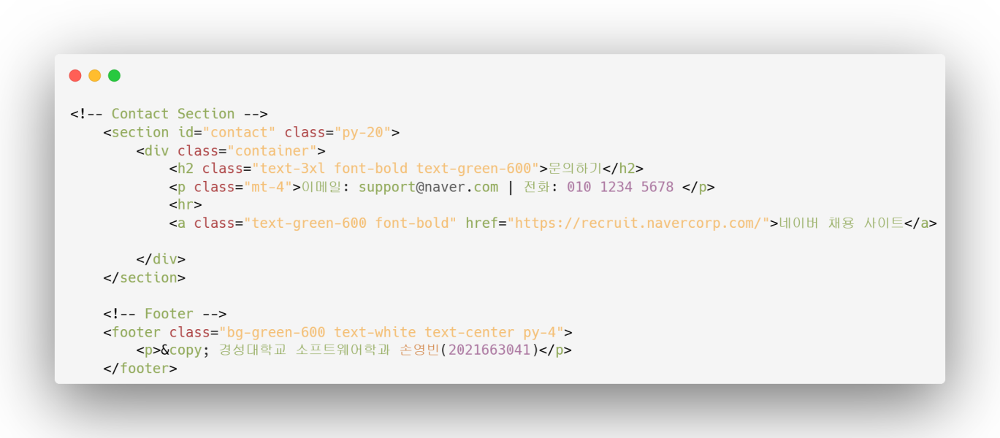 <!-- Contact Section -->
    <section id="contact" class="py-20">
        <div class="container">
            <h2 class="text-3xl font-bold text-green-600">문의하기</h2>
            <p class="mt-4">이메일: support@naver.com | 전화: 010 1234 5678 </p>
            <hr>
            <a class="text-green-600 font-bold" href="https://recruit.navercorp.com/">네이버 채용 사이트</a>

        </div>
    </section>

    <!-- Footer -->
    <footer class="bg-green-600 text-white text-center py-4">
        <p>&copy; 경성대학교 소프트웨어학과 손영빈(2021663041)</p>
    </footer>